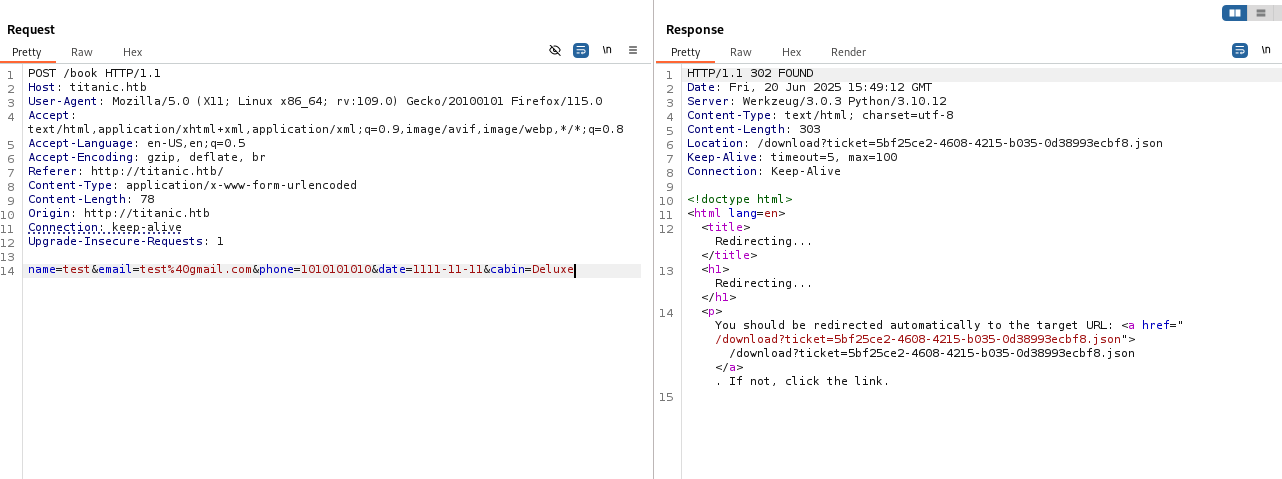 Request
Pretty Raw Hex \n
1 POST /book HTTP/1.1
2 Host: titanic.htb
3 User-Agent: Mozilla/5.0 (X11; Linux x86_64; rv:109.0) Gecko/20100101 Firefox/115.0
4 Accept:
text/html,application/xhtml+xml,application/xml;q=0.9,image/avif,image/webp,*/*;q=0.8
5 Accept-Language: en-US,en;q=0.5
6 Accept-Encoding: gzip, deflate, br
7 Referer: http://titanic.htb/
8 Content-Type: application/x-www-form-urlencoded
9 Content-Length: 78
10 Origin: http://titanic.htb
11 Connection: keep-alive
12 Upgrade-Insecure-Requests: 1
13
14 name=test&email=test%40gmail.com&phone=1010101010&date=1111-11-11&cabin=Deluxe
Response
Pretty Raw Hex Render \n
1 HTTP/1.1 302 FOUND
2 Date: Fri, 20 Jun 2025 15:49:12 GMT
3 Server: Werkzeug/3.0.3 Python/3.10.12
4 Content-Type: text/html; charset=utf-8
5 Content-Length: 303
6 Location: /download?ticket=5bf25ce2-4608-4215-b035-0d38993ecbf8.json
7 Keep-Alive: timeout=5, max=100
8 Connection: Keep-Alive
9
10 <!doctype html>
11 <html lang=en>
12 <title>
Redirecting...
</title>
13 <h1>
Redirecting...
</h1>
14 <p>
You should be redirected automatically to the target URL: <a href="
/download?ticket=5bf25ce2-4608-4215-b035-0d38993ecbf8.json">
/download?ticket=5bf25ce2-4608-4215-b035-0d38993ecbf8.json
</a>
. If not, click the link.
15